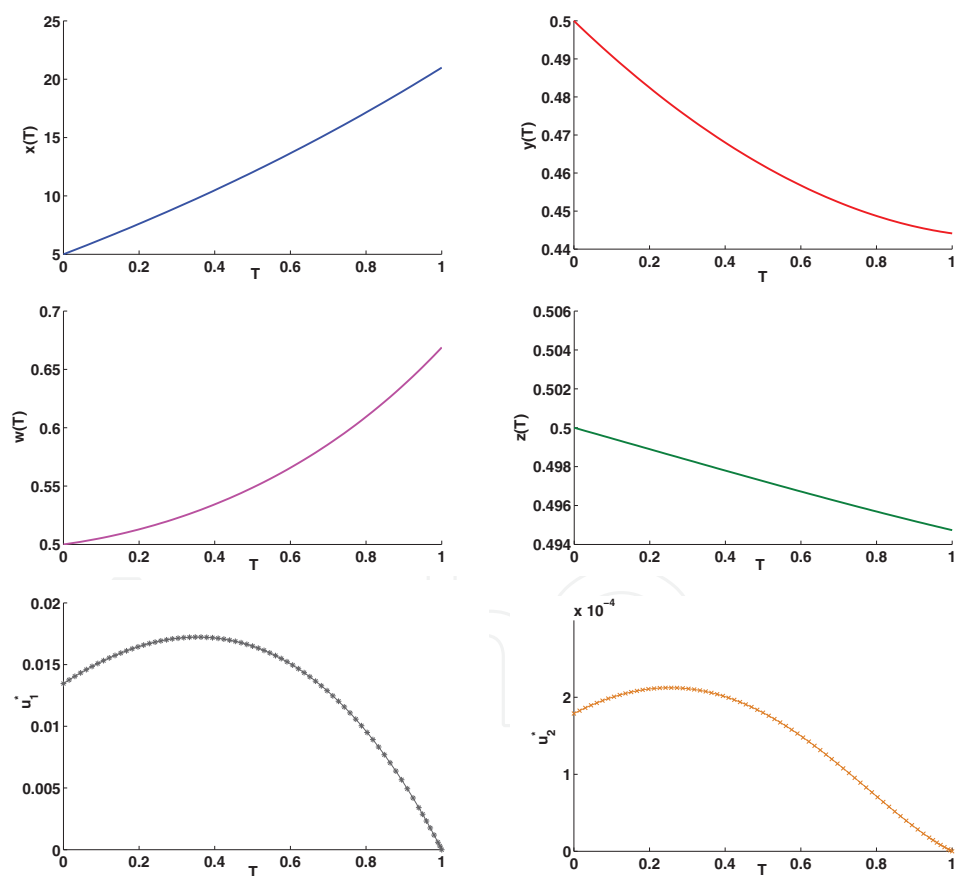 25
20
15
10
5
x(T)
0 0.2 0.4 0.6 0.8 1
T
0.5
0.49
0.48
0.47
0.46
0.45
0.44
y(T)
0 0.2 0.4 0.6 0.8 1
T
0.7
0.65
0.6
0.55
0.5
w(T)
0 0.2 0.4 0.6 0.8 1
T
0.506
0.504
0.502
0.5
0.498
0.496
0.494
z(T)
0 0.2 0.4 0.6 0.8 1
T
0.02
0.015
0.01
0.005
0
u₁*
0 0.2 0.4 0.6 0.8 1
T
x 10⁻⁴
2
1
0
u₂*
0 0.2 0.4 0.6 0.8 1
T